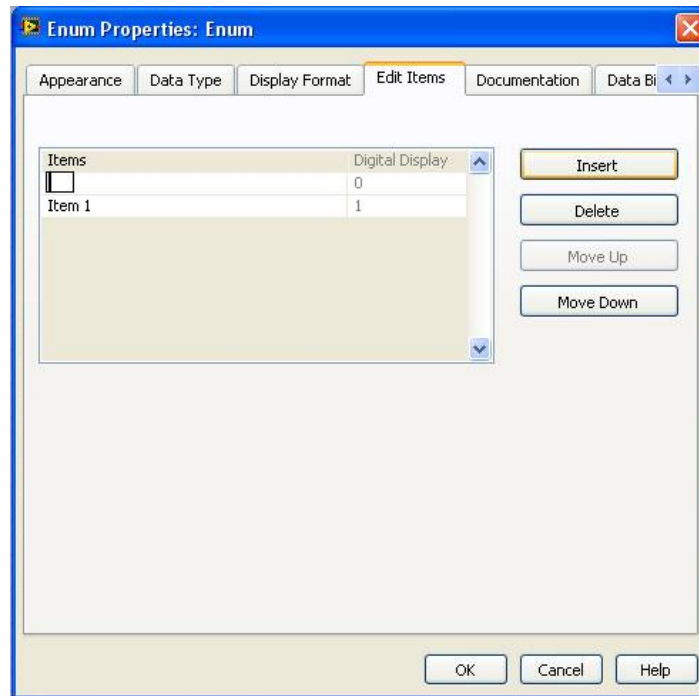 Enum Properties: Enum
Appearance Data Type Display Format Edit Items Documentation Data Bi
Items Digital Display
0
Item 1 1
Insert
Delete
Move Up
Move Down
OK Cancel Help